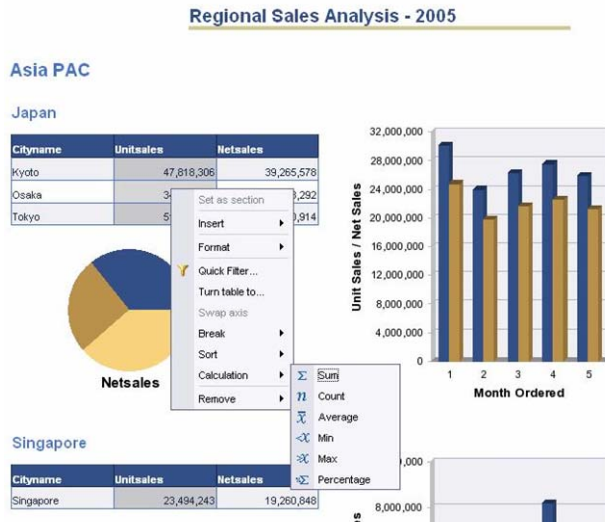 Regional Sales Analysis - 2005
Asia PAC
Japan
Cityname Unitsales Netsales
Kyoto 47,818,306 39,265,578
Osaka
Tokyo
Set as section
Insert
Format
Quick Filter...
Turn table to...
Swap axis
Break
Sort
Calculation
Remove
Sum
Count
Average
Min
Max
Percentage
Netsales
32,000,000
28,000,000
24,000,000
20,000,000
16,000,000
12,000,000
8,000,000
4,000,000
0
Unit Sales / Net Sales
1 2 3 4 5
Month Ordered
Singapore
Cityname Unitsales Netsales
Singapore 23,494,243 19,260,848
8,000,000